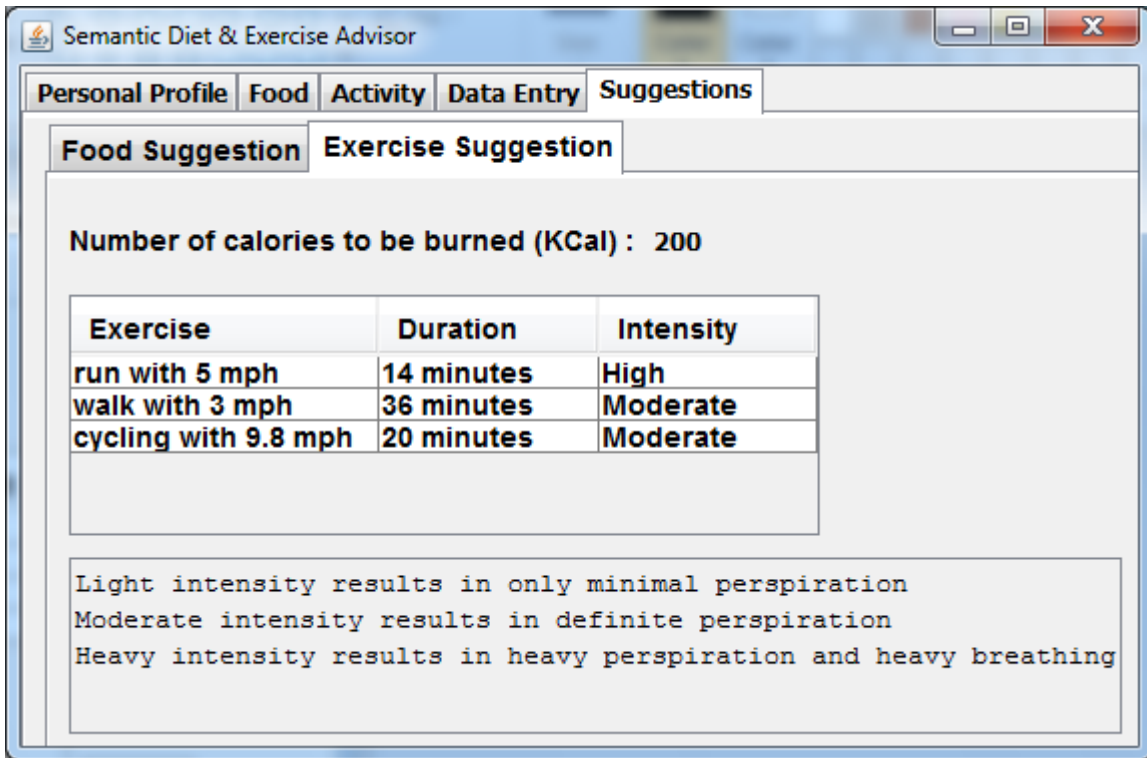 Semantic Diet & Exercise Advisor
Personal Profile Food Activity Data Entry Suggestions
Food Suggestion Exercise Suggestion
Number of calories to be burned (KCal) : 200
Exercise Duration Intensity
run with 5 mph 14 minutes High
walk with 3 mph 36 minutes Moderate
cycling with 9.8 mph 20 minutes Moderate
Light intensity results in only minimal perspiration
Moderate intensity results in definite perspiration
Heavy intensity results in heavy perspiration and heavy breathing